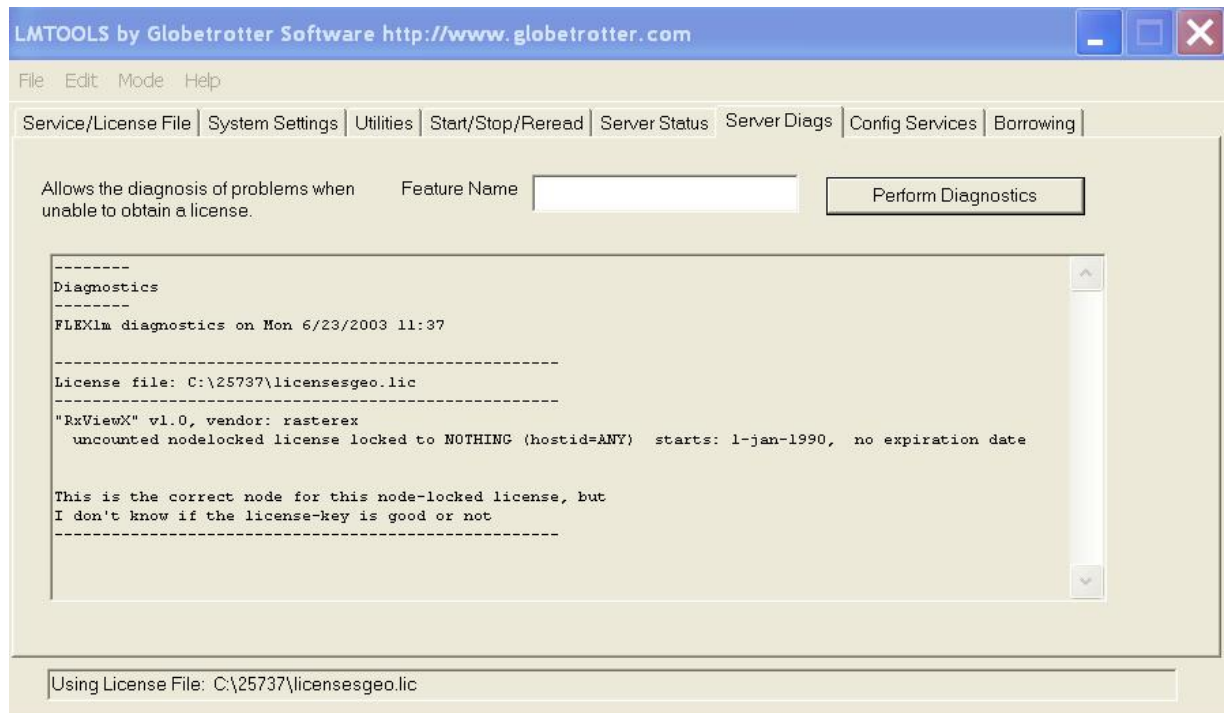 LMTOOLS by Globetrotter Software http://www.globetrotter.com
File Edit Mode Help
Service/License File System Settings Utilities Start/Stop/Reread Server Status Server Diags Config Services Borrowing
Allows the diagnosis of problems when
unable to obtain a license.
Feature Name
Perform Diagnostics
--------
Diagnostics
--------
FLEXlm diagnostics on Mon 6/23/2003 11:37
-----------------------------------------------------
License file: C:\25737\licensesgeo.lic
-----------------------------------------------------
"RxViewX" v1.0, vendor: rasterex
uncounted nodelocked license locked to NOTHING (hostid=ANY) starts: 1-jan-1990, no expiration date
This is the correct node for this node-locked license, but
I don't know if the license-key is good or not
-----------------------------------------------------
Using License File: C:\25737\licensesgeo.lic